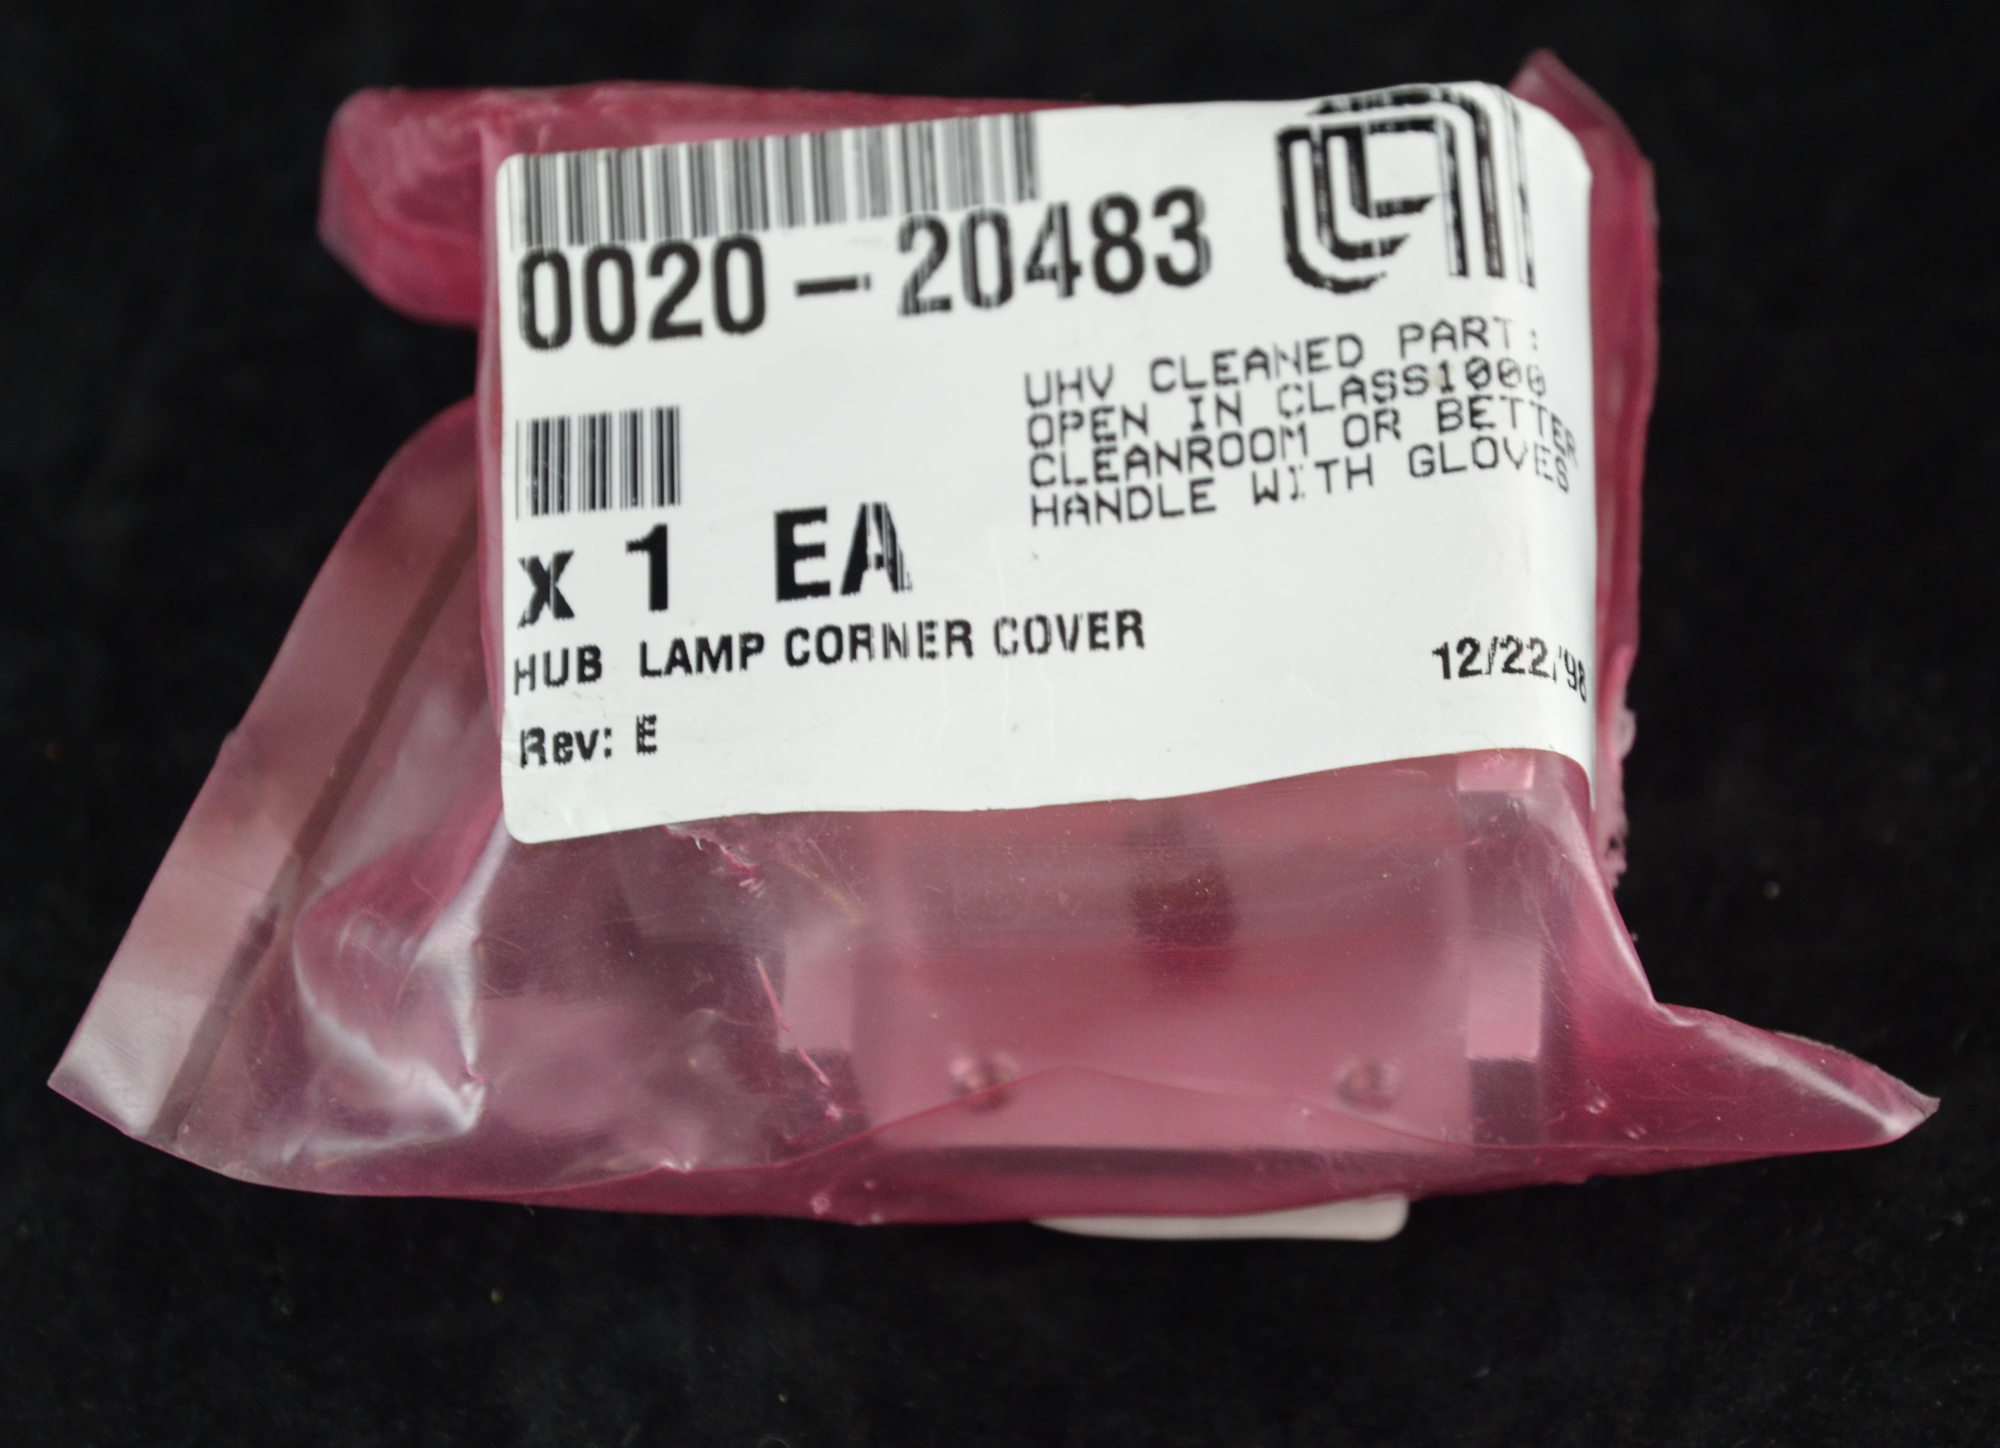 0020-20483
UHV CLEANED PART:
OPEN IN CLASS1000
CLEANROOM OR BETTER
HANDLE WITH GLOVES
x 1 EA
HUB LAMP CORNER COVER
12/22/98
Rev: E